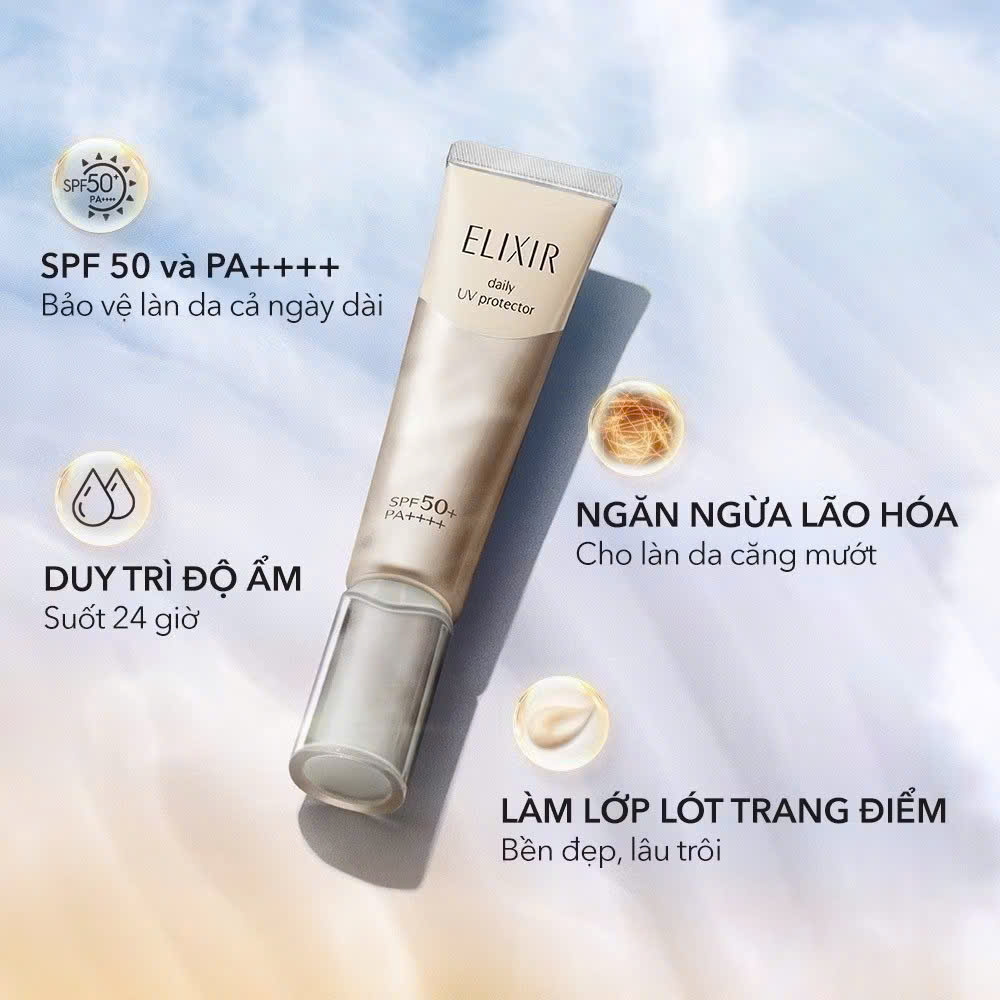 SPF50+
PA++++
SPF 50 và PA++++
Bảo vệ làn da cả ngày dài
ELIXIR
daily
UV protector
SPF50+
PA++++
DUY TRÌ ĐỘ ẨM
Suốt 24 giờ
NGĂN NGỪA LÃO HÓA
Cho làn da căng mướt
LÀM LỚP LÓT TRANG ĐIỂM
Bền đẹp, lâu trôi